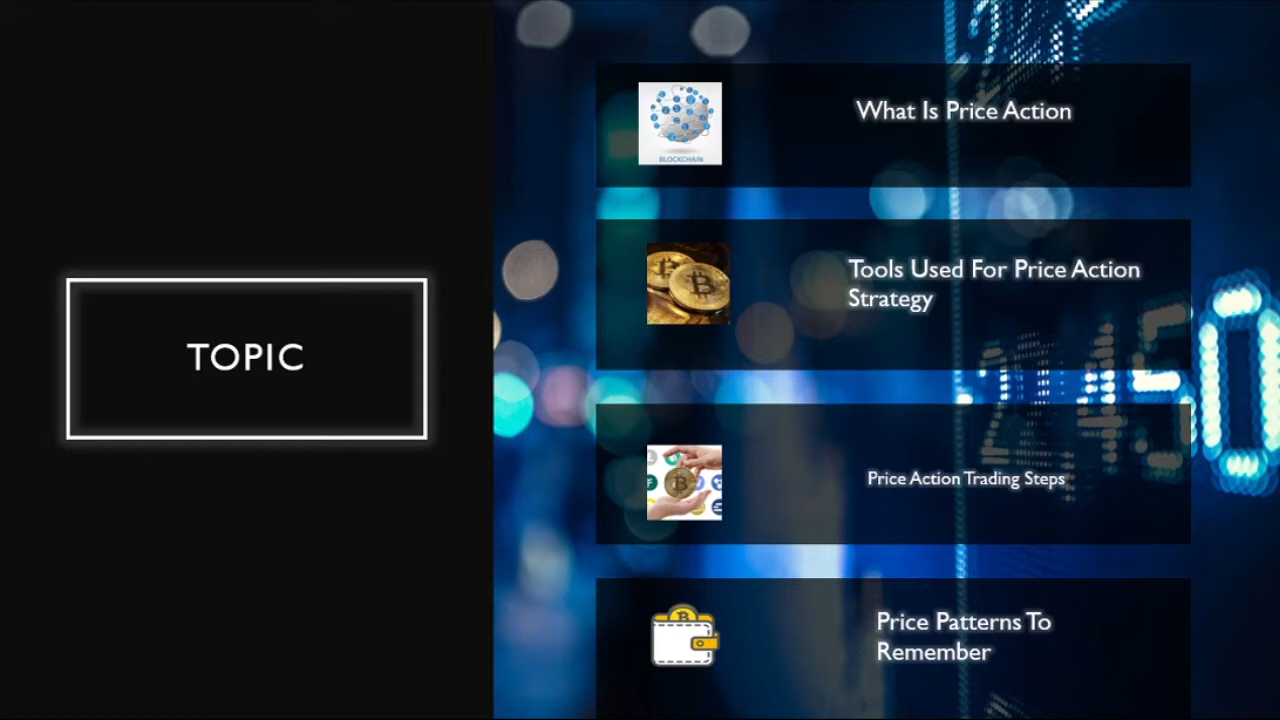 TOPIC
BLOCKCHAIN
What Is Price Action
Tools Used For Price Action
Strategy
Price Action Trading Steps
Price Patterns To
Remember